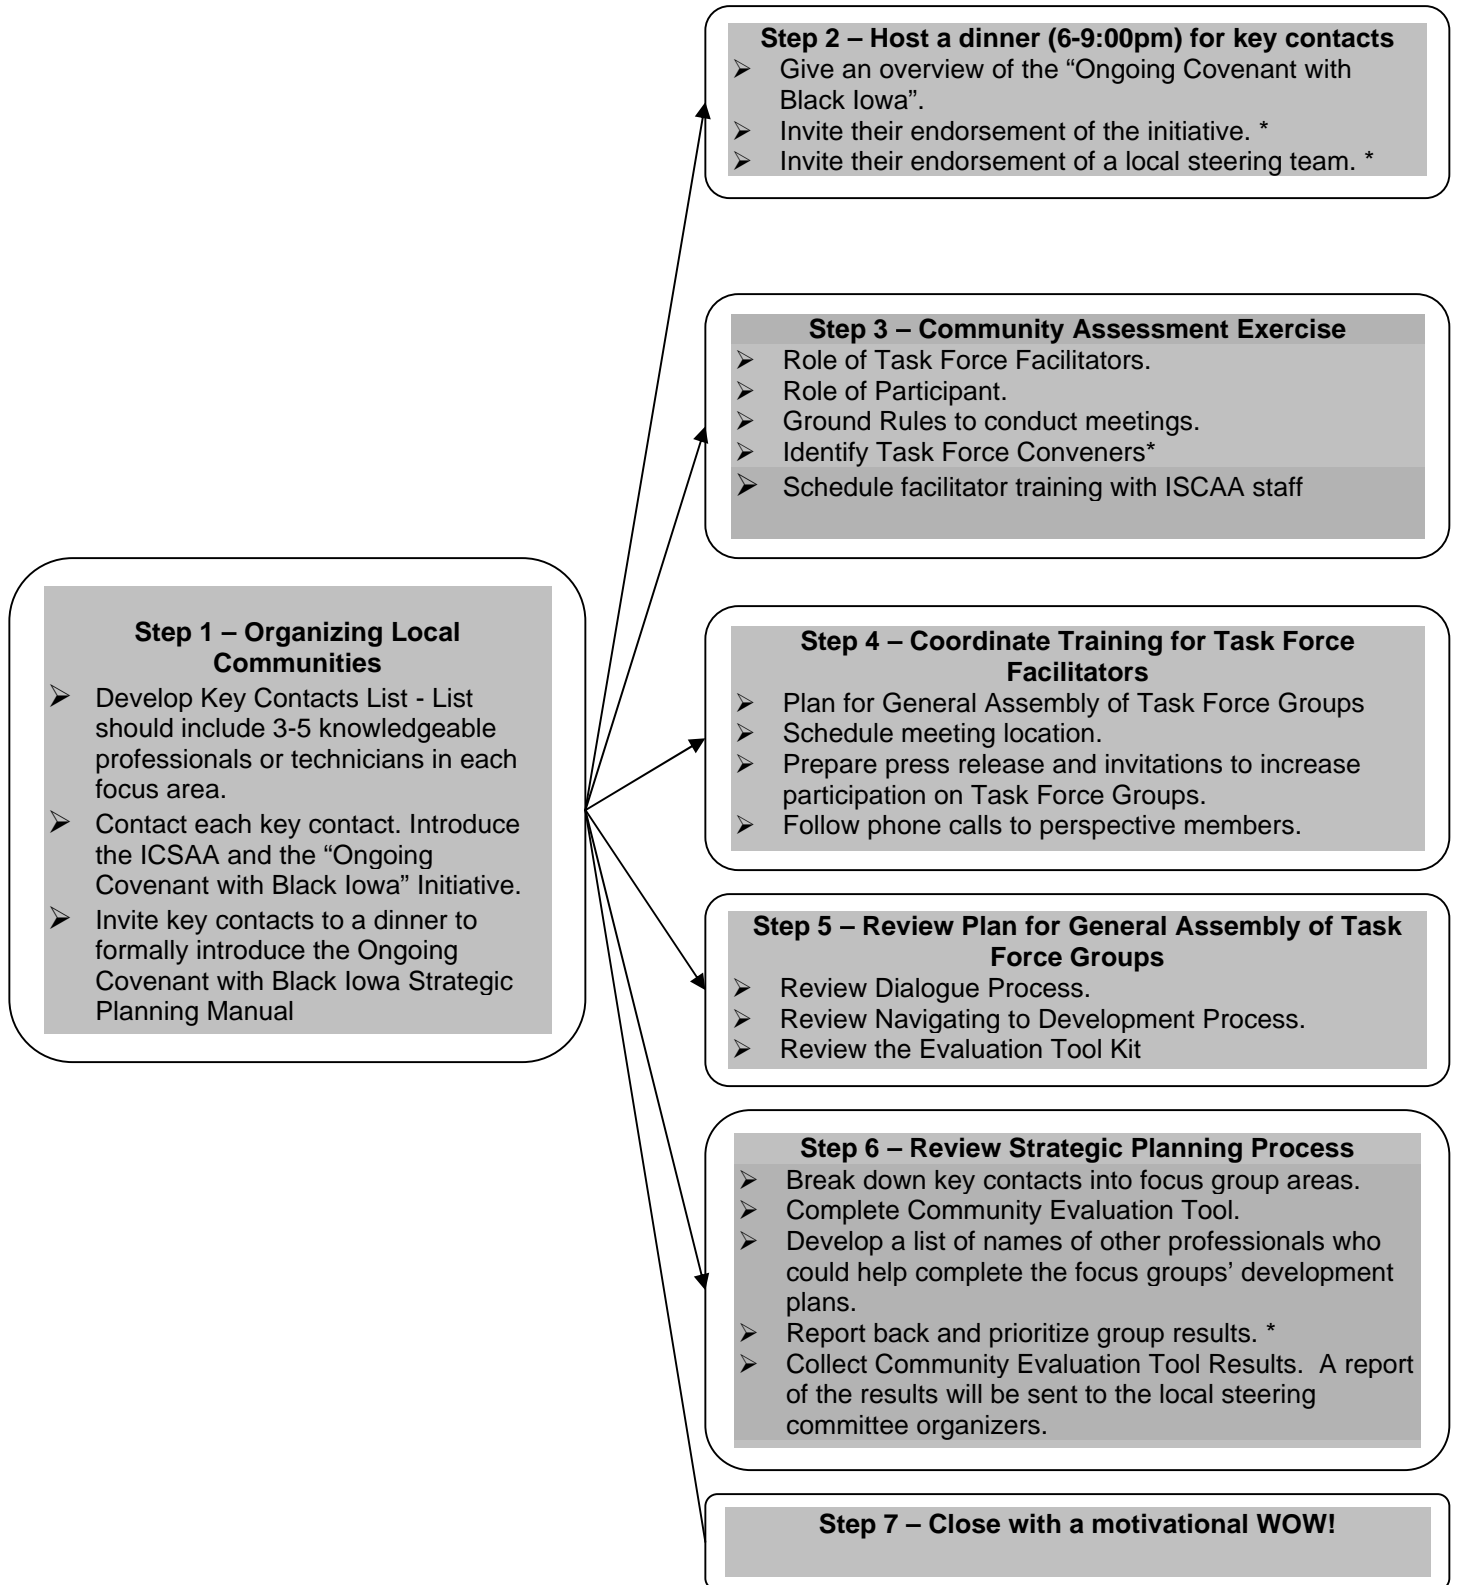 Step 2 – Host a dinner (6-9:00pm) for key contacts
➢ Give an overview of the “Ongoing Covenant with
Black Iowa”.
➢ Invite their endorsement of the initiative. *
➢ Invite their endorsement of a local steering team. *
Step 3 – Community Assessment Exercise
➢ Role of Task Force Facilitators.
➢ Role of Participant.
➢ Ground Rules to conduct meetings.
➢ Identify Task Force Conveners*
➢ Schedule facilitator training with ISCAA staff
Step 1 – Organizing Local
Communities
➢ Develop Key Contacts List - List
should include 3-5 knowledgeable
professionals or technicians in each
focus area.
➢ Contact each key contact. Introduce
the ICSAA and the “Ongoing
Covenant with Black Iowa” Initiative.
➢ Invite key contacts to a dinner to
formally introduce the Ongoing
Covenant with Black Iowa Strategic
Planning Manual
Step 4 – Coordinate Training for Task Force
Facilitators
➢ Plan for General Assembly of Task Force Groups
➢ Schedule meeting location.
➢ Prepare press release and invitations to increase
participation on Task Force Groups.
➢ Follow phone calls to perspective members.
Step 5 – Review Plan for General Assembly of Task
Force Groups
➢ Review Dialogue Process.
➢ Review Navigating to Development Process.
➢ Review the Evaluation Tool Kit
Step 6 – Review Strategic Planning Process
➢ Break down key contacts into focus group areas.
➢ Complete Community Evaluation Tool.
➢ Develop a list of names of other professionals who
could help complete the focus groups’ development
plans.
➢ Report back and prioritize group results. *
➢ Collect Community Evaluation Tool Results.  A report
of the results will be sent to the local steering
committee organizers.
Step 7 – Close with a motivational WOW!